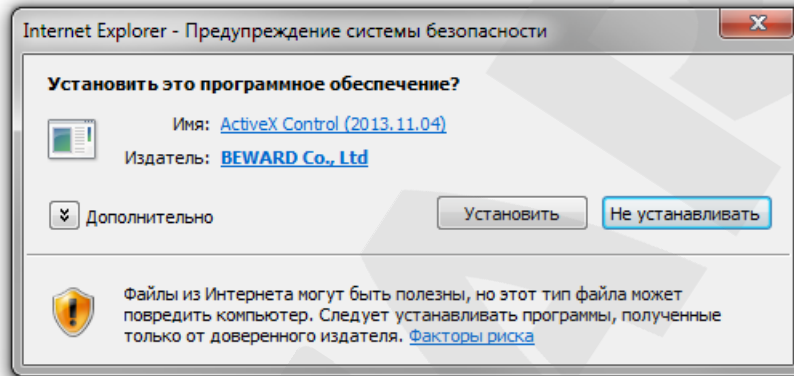 Internet Explorer - Предупреждение системы безопасности
Установить это программное обеспечение?
Имя: ActiveX Control (2013.11.04)
Издатель: BEWARD Co., Ltd
Дополнительно
Установить
Не устанавливать
Файлы из Интернета могут быть полезны, но этот тип файла может
повредить компьютер. Следует устанавливать программы, полученные
только от доверенного издателя. Факторы риска